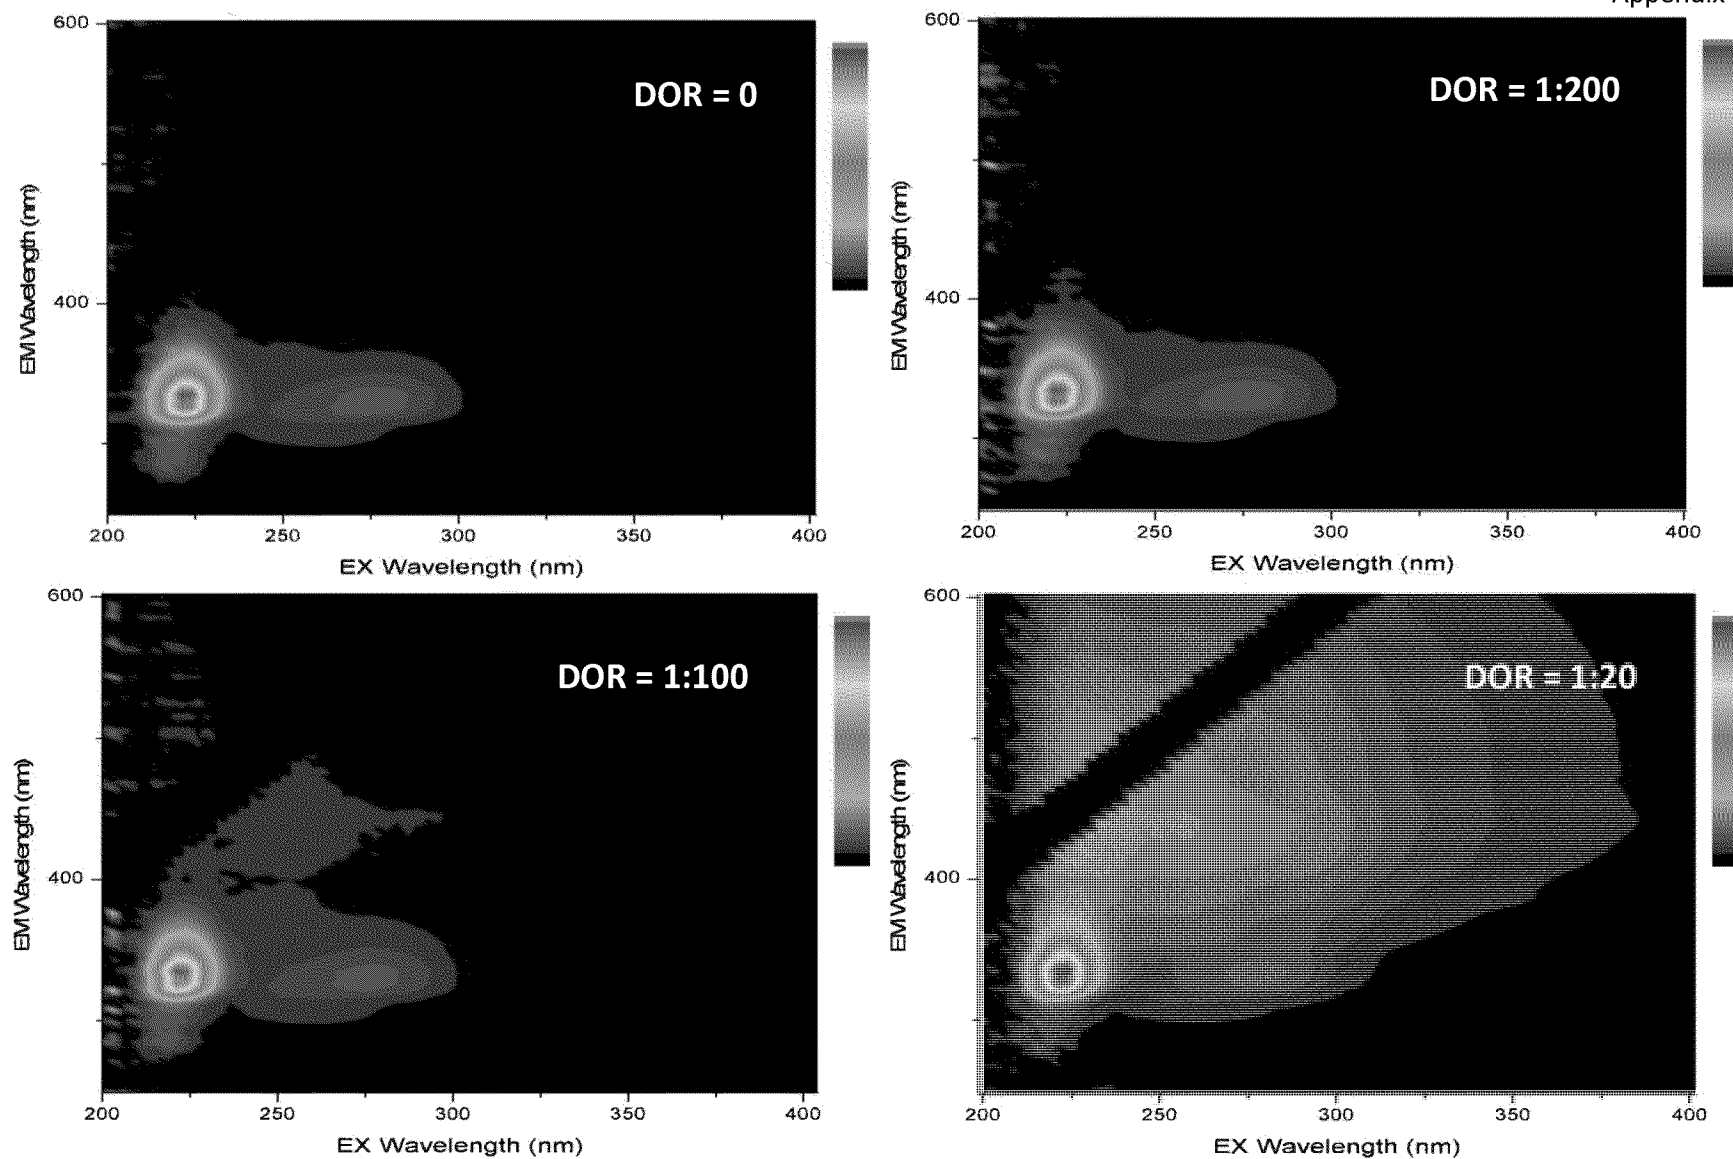 Appendix
600
DOR = 0
EM Wavelength (nm)
400
200 250 300 350 400
EX Wavelength (nm)
600
DOR = 1:200
EM Wavelength (nm)
400
200 250 300 350 400
EX Wavelength (nm)
600
DOR = 1:100
EM Wavelength (nm)
400
200 250 300 350 400
EX Wavelength (nm)
600
DOR = 1:20
EM Wavelength (nm)
400
200 250 300 350 400
EX Wavelength (nm)